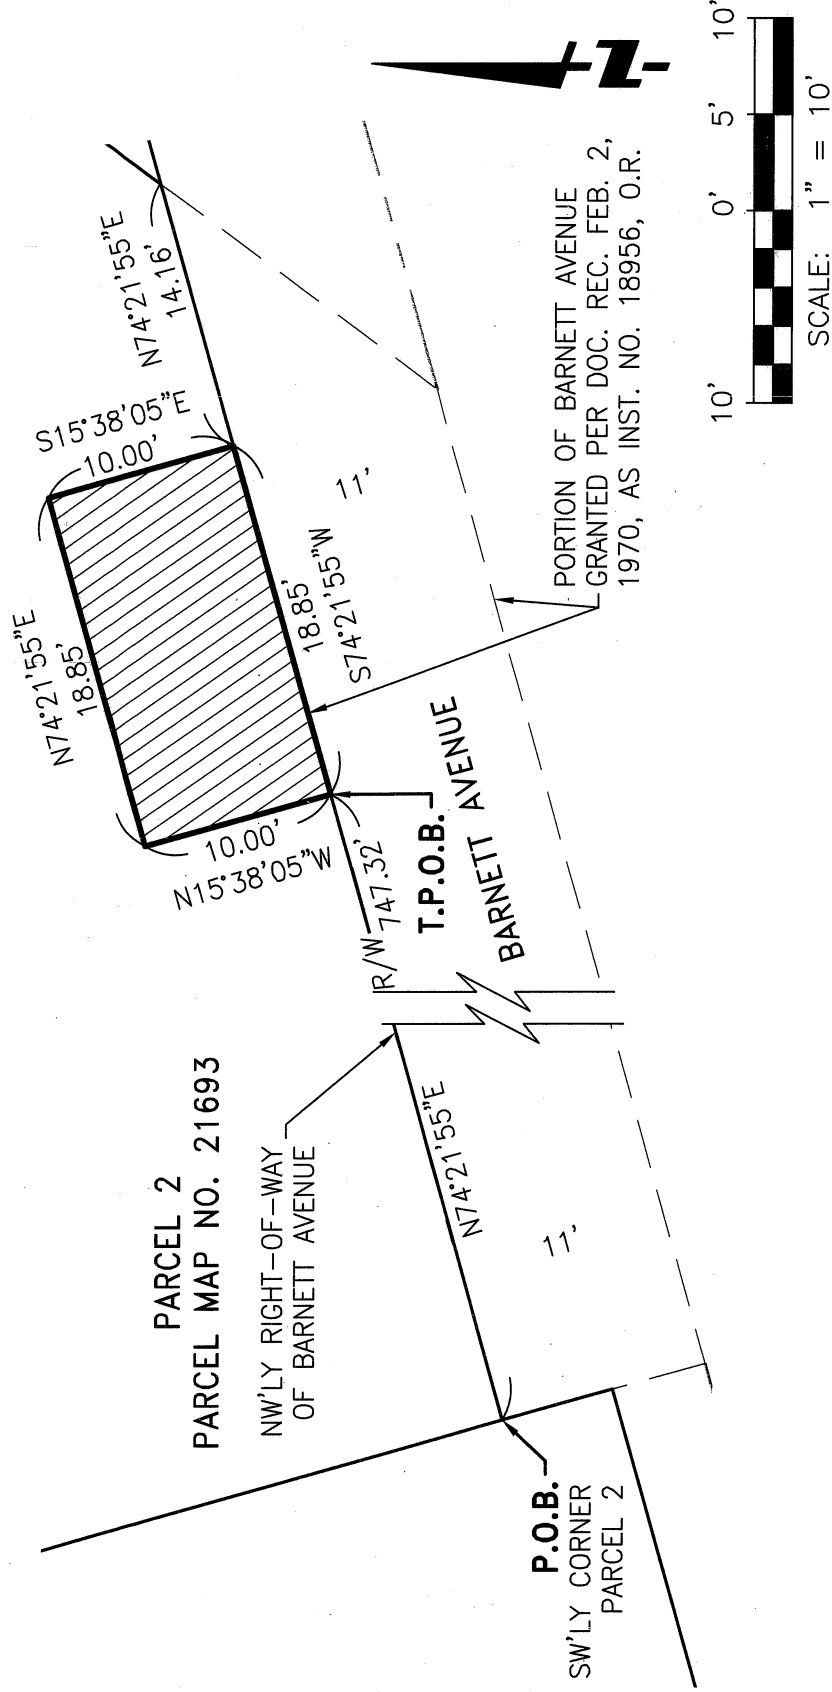 PARCEL 2
PARCEL MAP NO. 21693
NW'LY RIGHT-OF-WAY
OF BARNETT AVENUE
N74°21'55"E
11'
P.O.B.
SW'LY CORNER
PARCEL 2
R/W
747.32'
T.P.O.B.
BARNETT AVENUE
N15°38'05"W
10.00'
N74°21'55"E
18.85'
S15°38'05"E
10.00'
18.85'
S74°21'55"W
11'
N74°21'55"E
14.16'
PORTION OF BARNETT AVENUE
GRANTED PER DOC. REC. FEB. 2,
1970, AS INST. NO. 18956, O.R.
N
10' 0' 5' 10'
SCALE: 1" = 10'